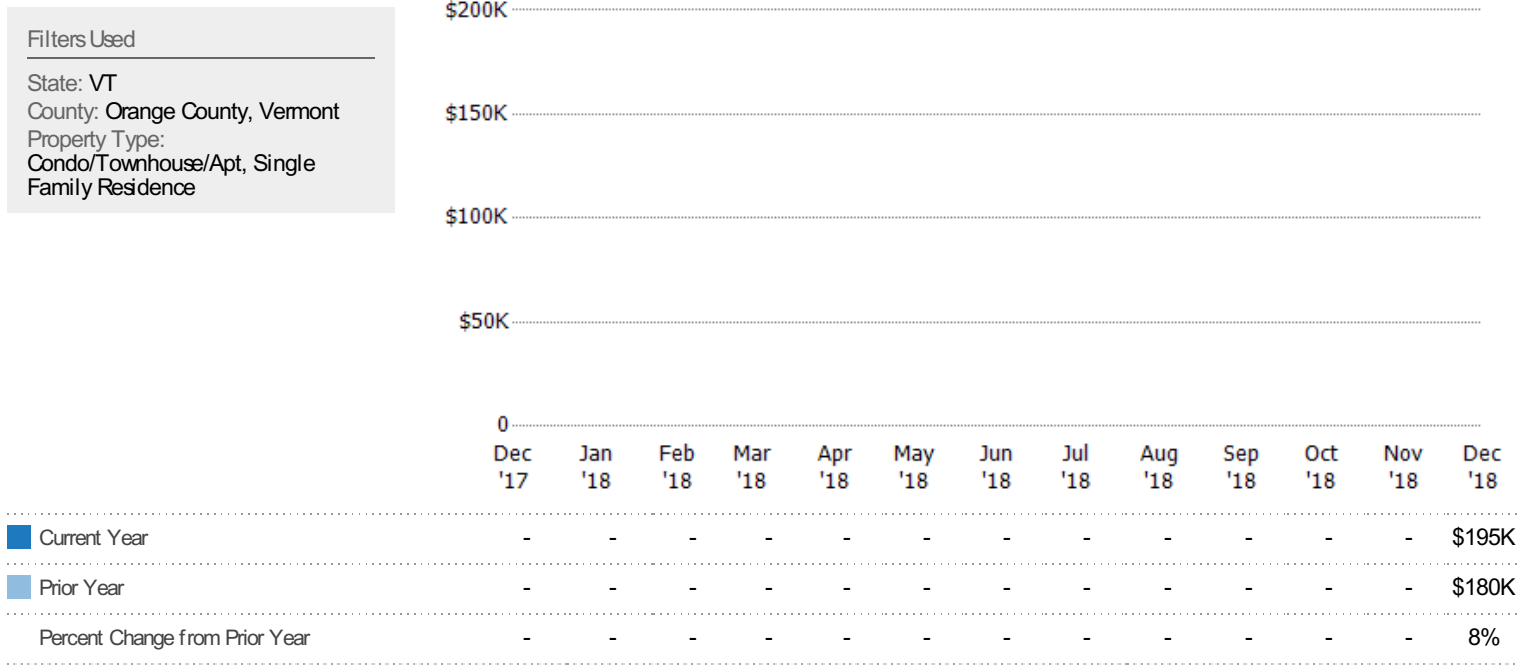 Filters Used
State: VT
County: Orange County, Vermont
Property Type:
Condo/Townhouse/Apt, Single
Family Residence
$200K
$150K
$100K
$50K
0
Dec Jan Feb Mar Apr May Jun Jul Aug Sep Oct Nov Dec
'17 '18 '18 '18 '18 '18 '18 '18 '18 '18 '18 '18 '18
Current Year - - - - - - - - - - - - $195K
Prior Year - - - - - - - - - - - - $180K
Percent Change from Prior Year - - - - - - - - - - - - 8%